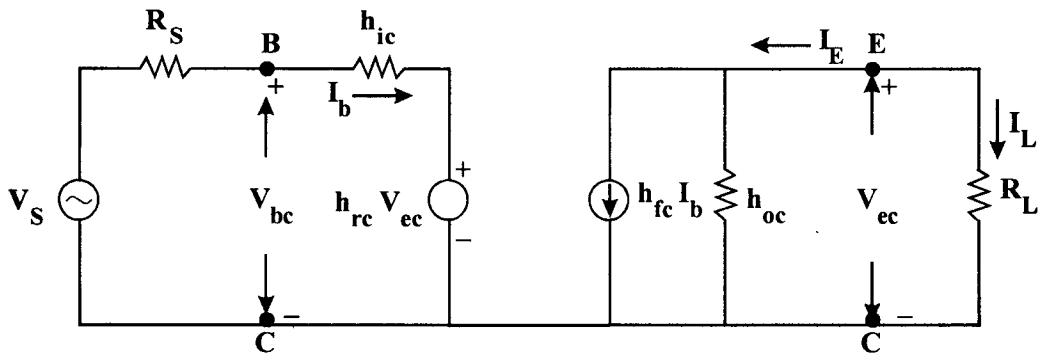 R_S
B
h_ic
I_b
+
V_S
V_bc
h_rc V_ec
+
−
−
C
I_E
E
+
I_L
h_fc I_b
h_oc
V_ec
R_L
−
C